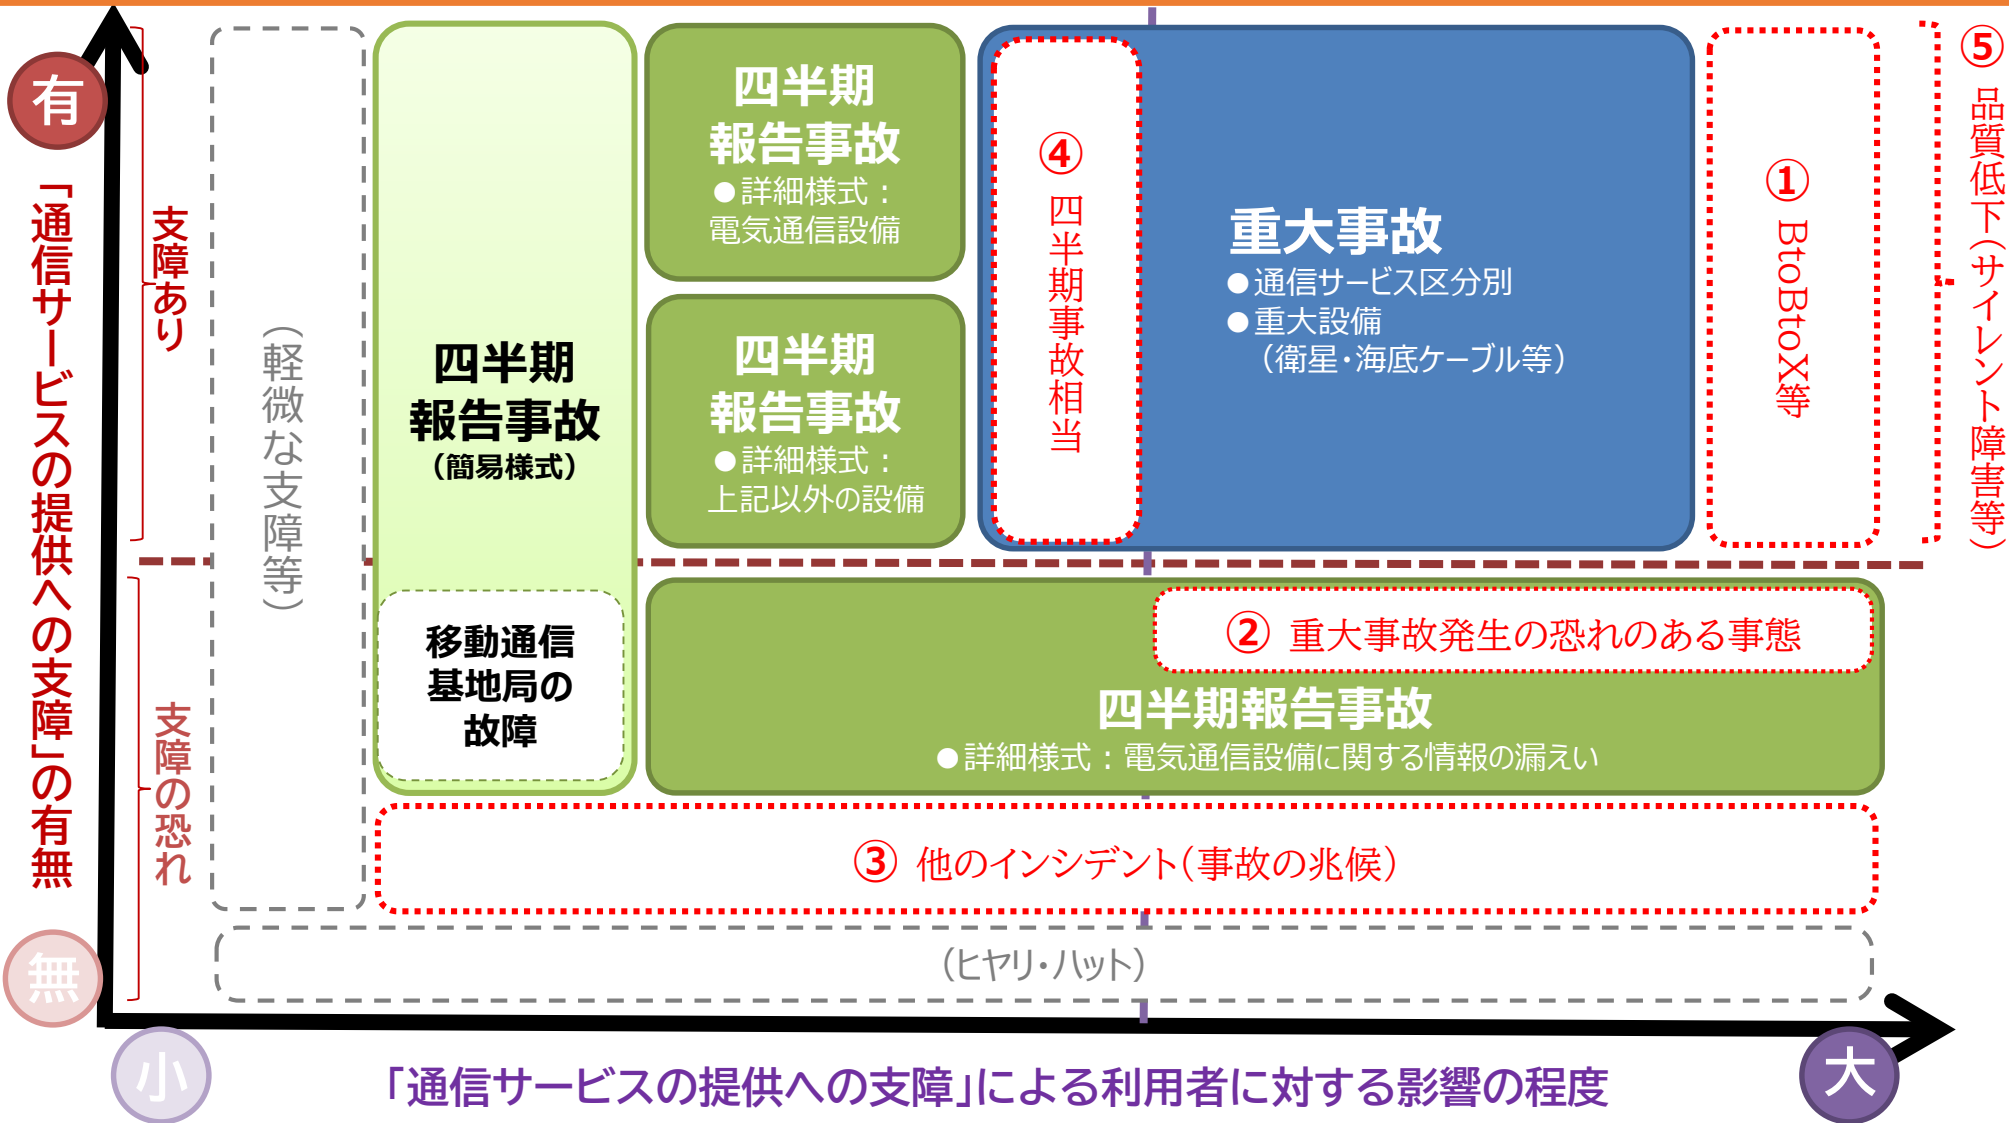 有
「通信サービスの提供への支障」の有無
無
支障あり
支障の恐れ
（軽微な支障等）
四半期
報告事故
（簡易様式）
移動通信
基地局の
故障
四半期
報告事故
●詳細様式：
電気通信設備
四半期
報告事故
●詳細様式：
上記以外の設備
④ 四半期事故相当
重大事故
●通信サービス区分別
●重大設備
（衛星・海底ケーブル等）
① BtoBtoX等
⑤ 品質低下（サイレント障害等）
② 重大事故発生の恐れのある事態
四半期報告事故
●詳細様式：電気通信設備に関する情報の漏えい
③ 他のインシデント（事故の兆候）
（ヒヤリ・ハット）
小
「通信サービスの提供への支障」による利用者に対する影響の程度
大